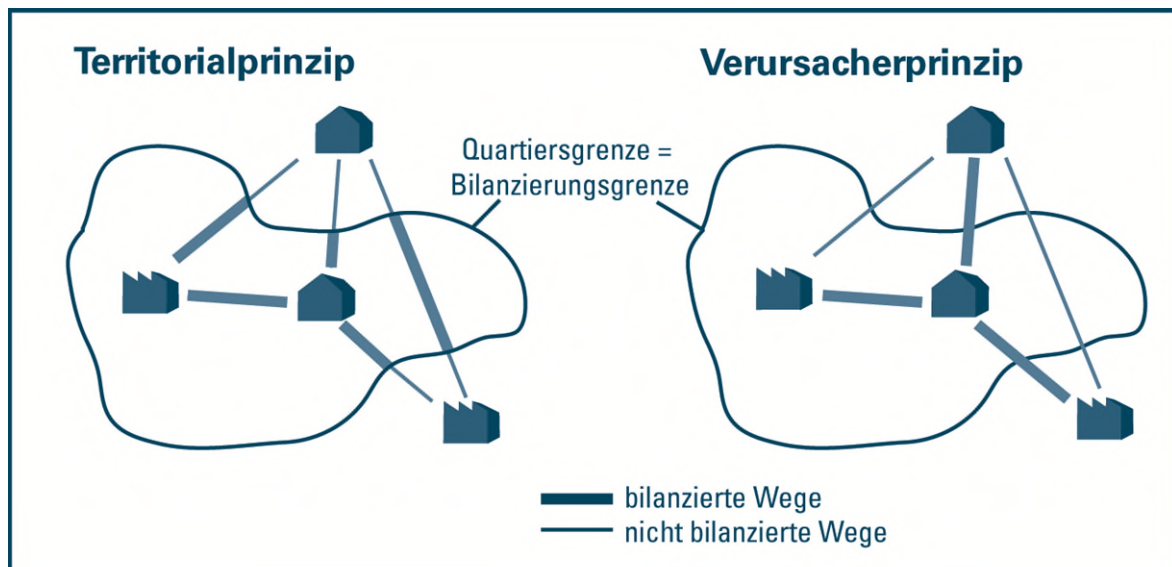 Territorialprinzip
Verursacherprinzip
Quartiersgrenze =
Bilanzierungsgrenze
bilanzierte Wege
nicht bilanzierte Wege